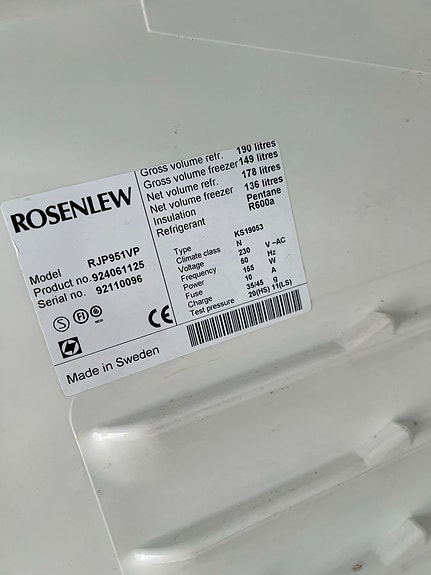 ROSENLEW
Model RJP951VP
Product no. 924061125
Serial no. 92110096
S FI
CE
Made in Sweden
Gross volume refr. 190 litres
Gross volume freezer 149 litres
Net volume refr. 178 litres
Net volume freezer 136 litres
Insulation Pentane
Refrigerant R600a
Type KS19053
Climate class N
Voltage 230 V ~AC
Frequency 50 Hz
Power 155 W
Fuse 10 A
Charge 35/45 g
Test pressure 20(HS) 11(LS)